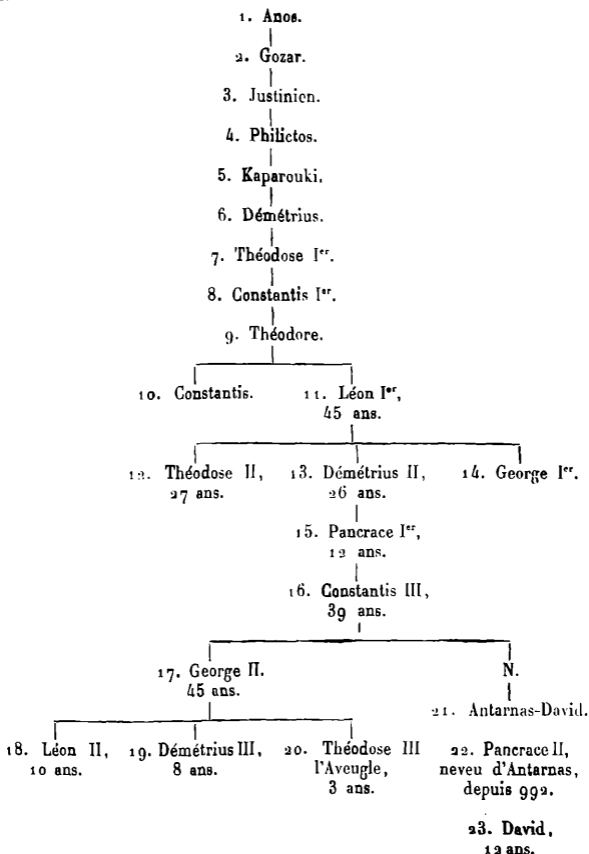 1. Anos.
2. Gozar.
3. Justinien.
4. Philictos.
5. Kaparouki.
6. Démétrius.
7. Théodose Iᵉʳ.
8. Constantis Iᵉʳ.
9. Théodore.
10. Constantis. 11. Léon Iᵉʳ,
45 ans.
12. Théodose II, 13. Démétrius II, 14. George Iᵉʳ.
27 ans. 26 ans.
15. Pancrace Iᵉʳ,
12 ans.
16. Constantis III,
39 ans.
17. George II. N.
45 ans.
21. Antarnas-David.
18. Léon II, 19. Démétrius III, 20. Théodose III 22. Pancrace II,
10 ans. 8 ans. l'Aveugle, neveu d'Antarnas,
3 ans. depuis 992.
23. David,
12 ans.